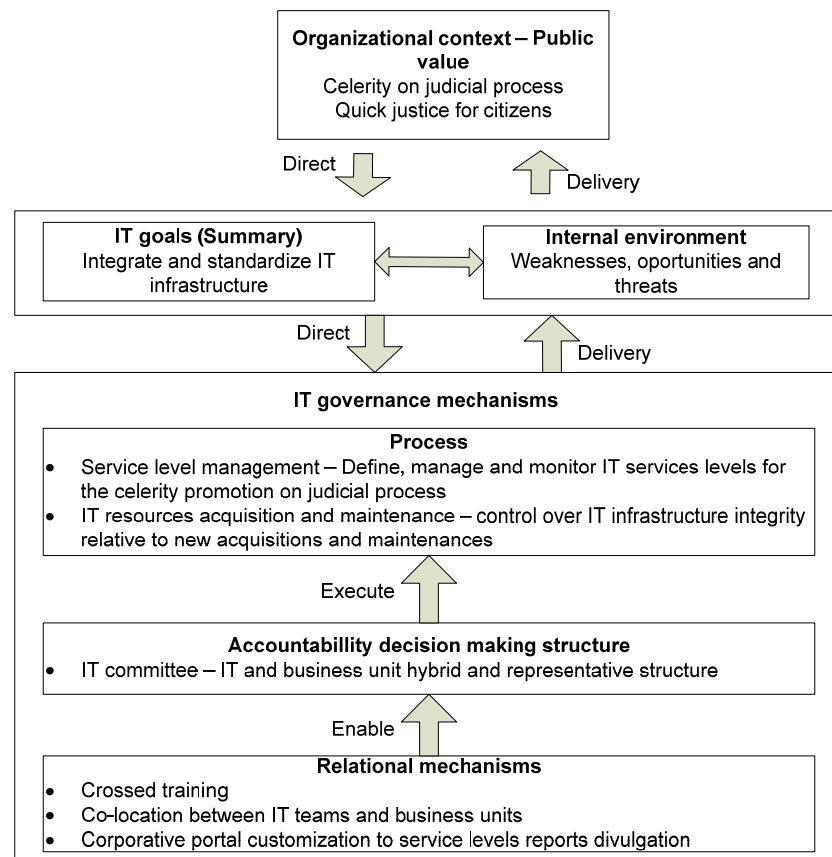 Organizational context – Public
value
Celerity on judicial process
Quick justice for citizens
Direct
Delivery
IT goals (Summary)
Integrate and standardize IT
infrastructure
Internal environment
Weaknesses, oportunities and
threats
Direct
Delivery
IT governance mechanisms
Process
• Service level management – Define, manage and monitor IT services levels for
the celerity promotion on judicial process
• IT resources acquisition and maintenance – control over IT infrastructure integrity
relative to new acquisitions and maintenances
Execute
Accountabillity decision making structure
• IT committee – IT and business unit hybrid and representative structure
Enable
Relational mechanisms
• Crossed training
• Co-location between IT teams and business units
• Corporative portal customization to service levels reports divulgation